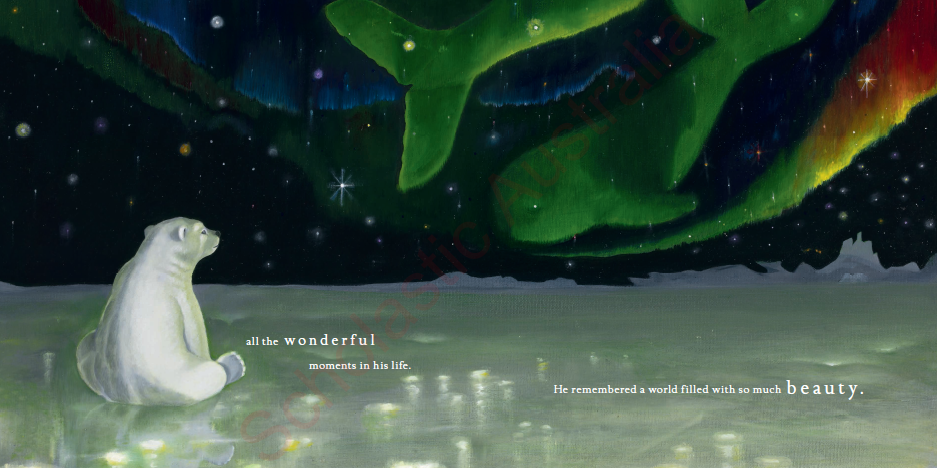 all the wonderful
moments in his life.
He remembered a world filled with so much beauty.
Scholastic Australia